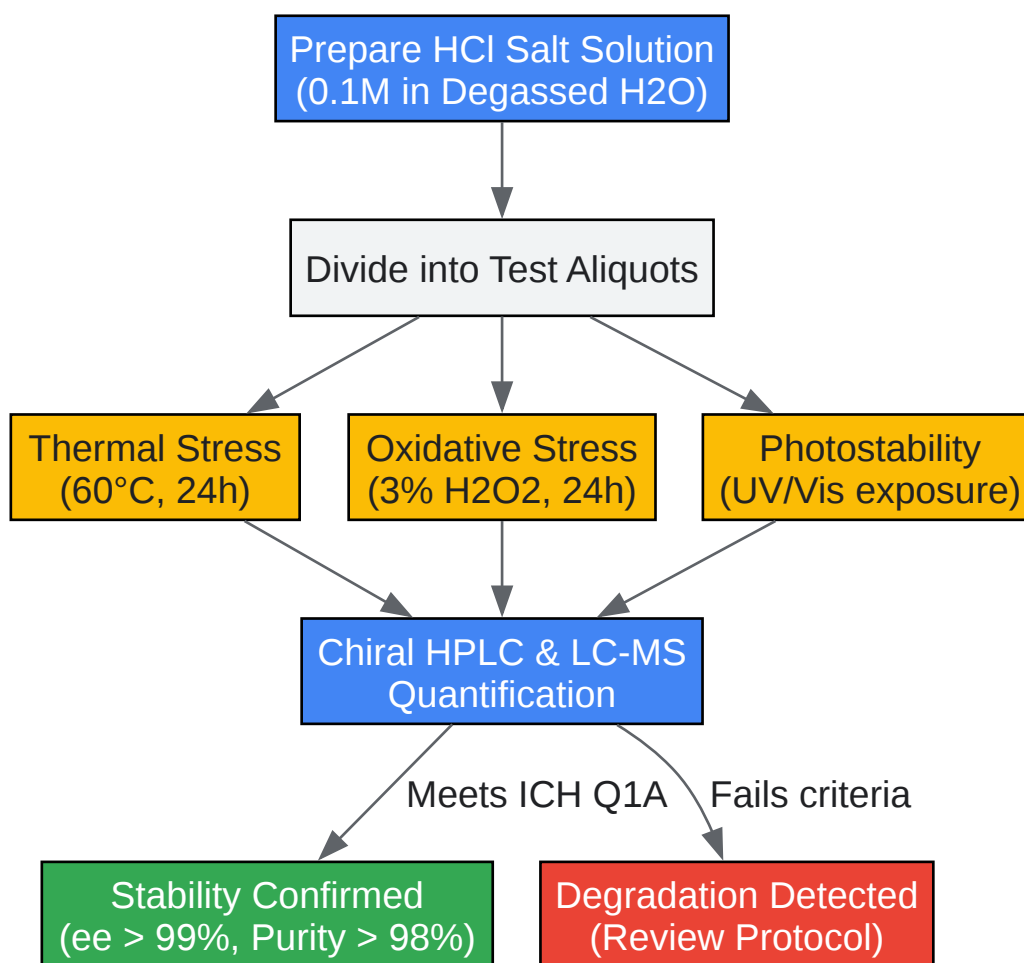 Prepare HCl Salt Solution
(0.1M in Degassed H2O)
Divide into Test Aliquots
Thermal Stress
(60°C, 24h)
Oxidative Stress
(3% H2O2, 24h)
Photostability
(UV/Vis exposure)
Chiral HPLC & LC-MS
Quantification
Meets ICH Q1A
Fails criteria
Stability Confirmed
(ee > 99%, Purity > 98%)
Degradation Detected
(Review Protocol)